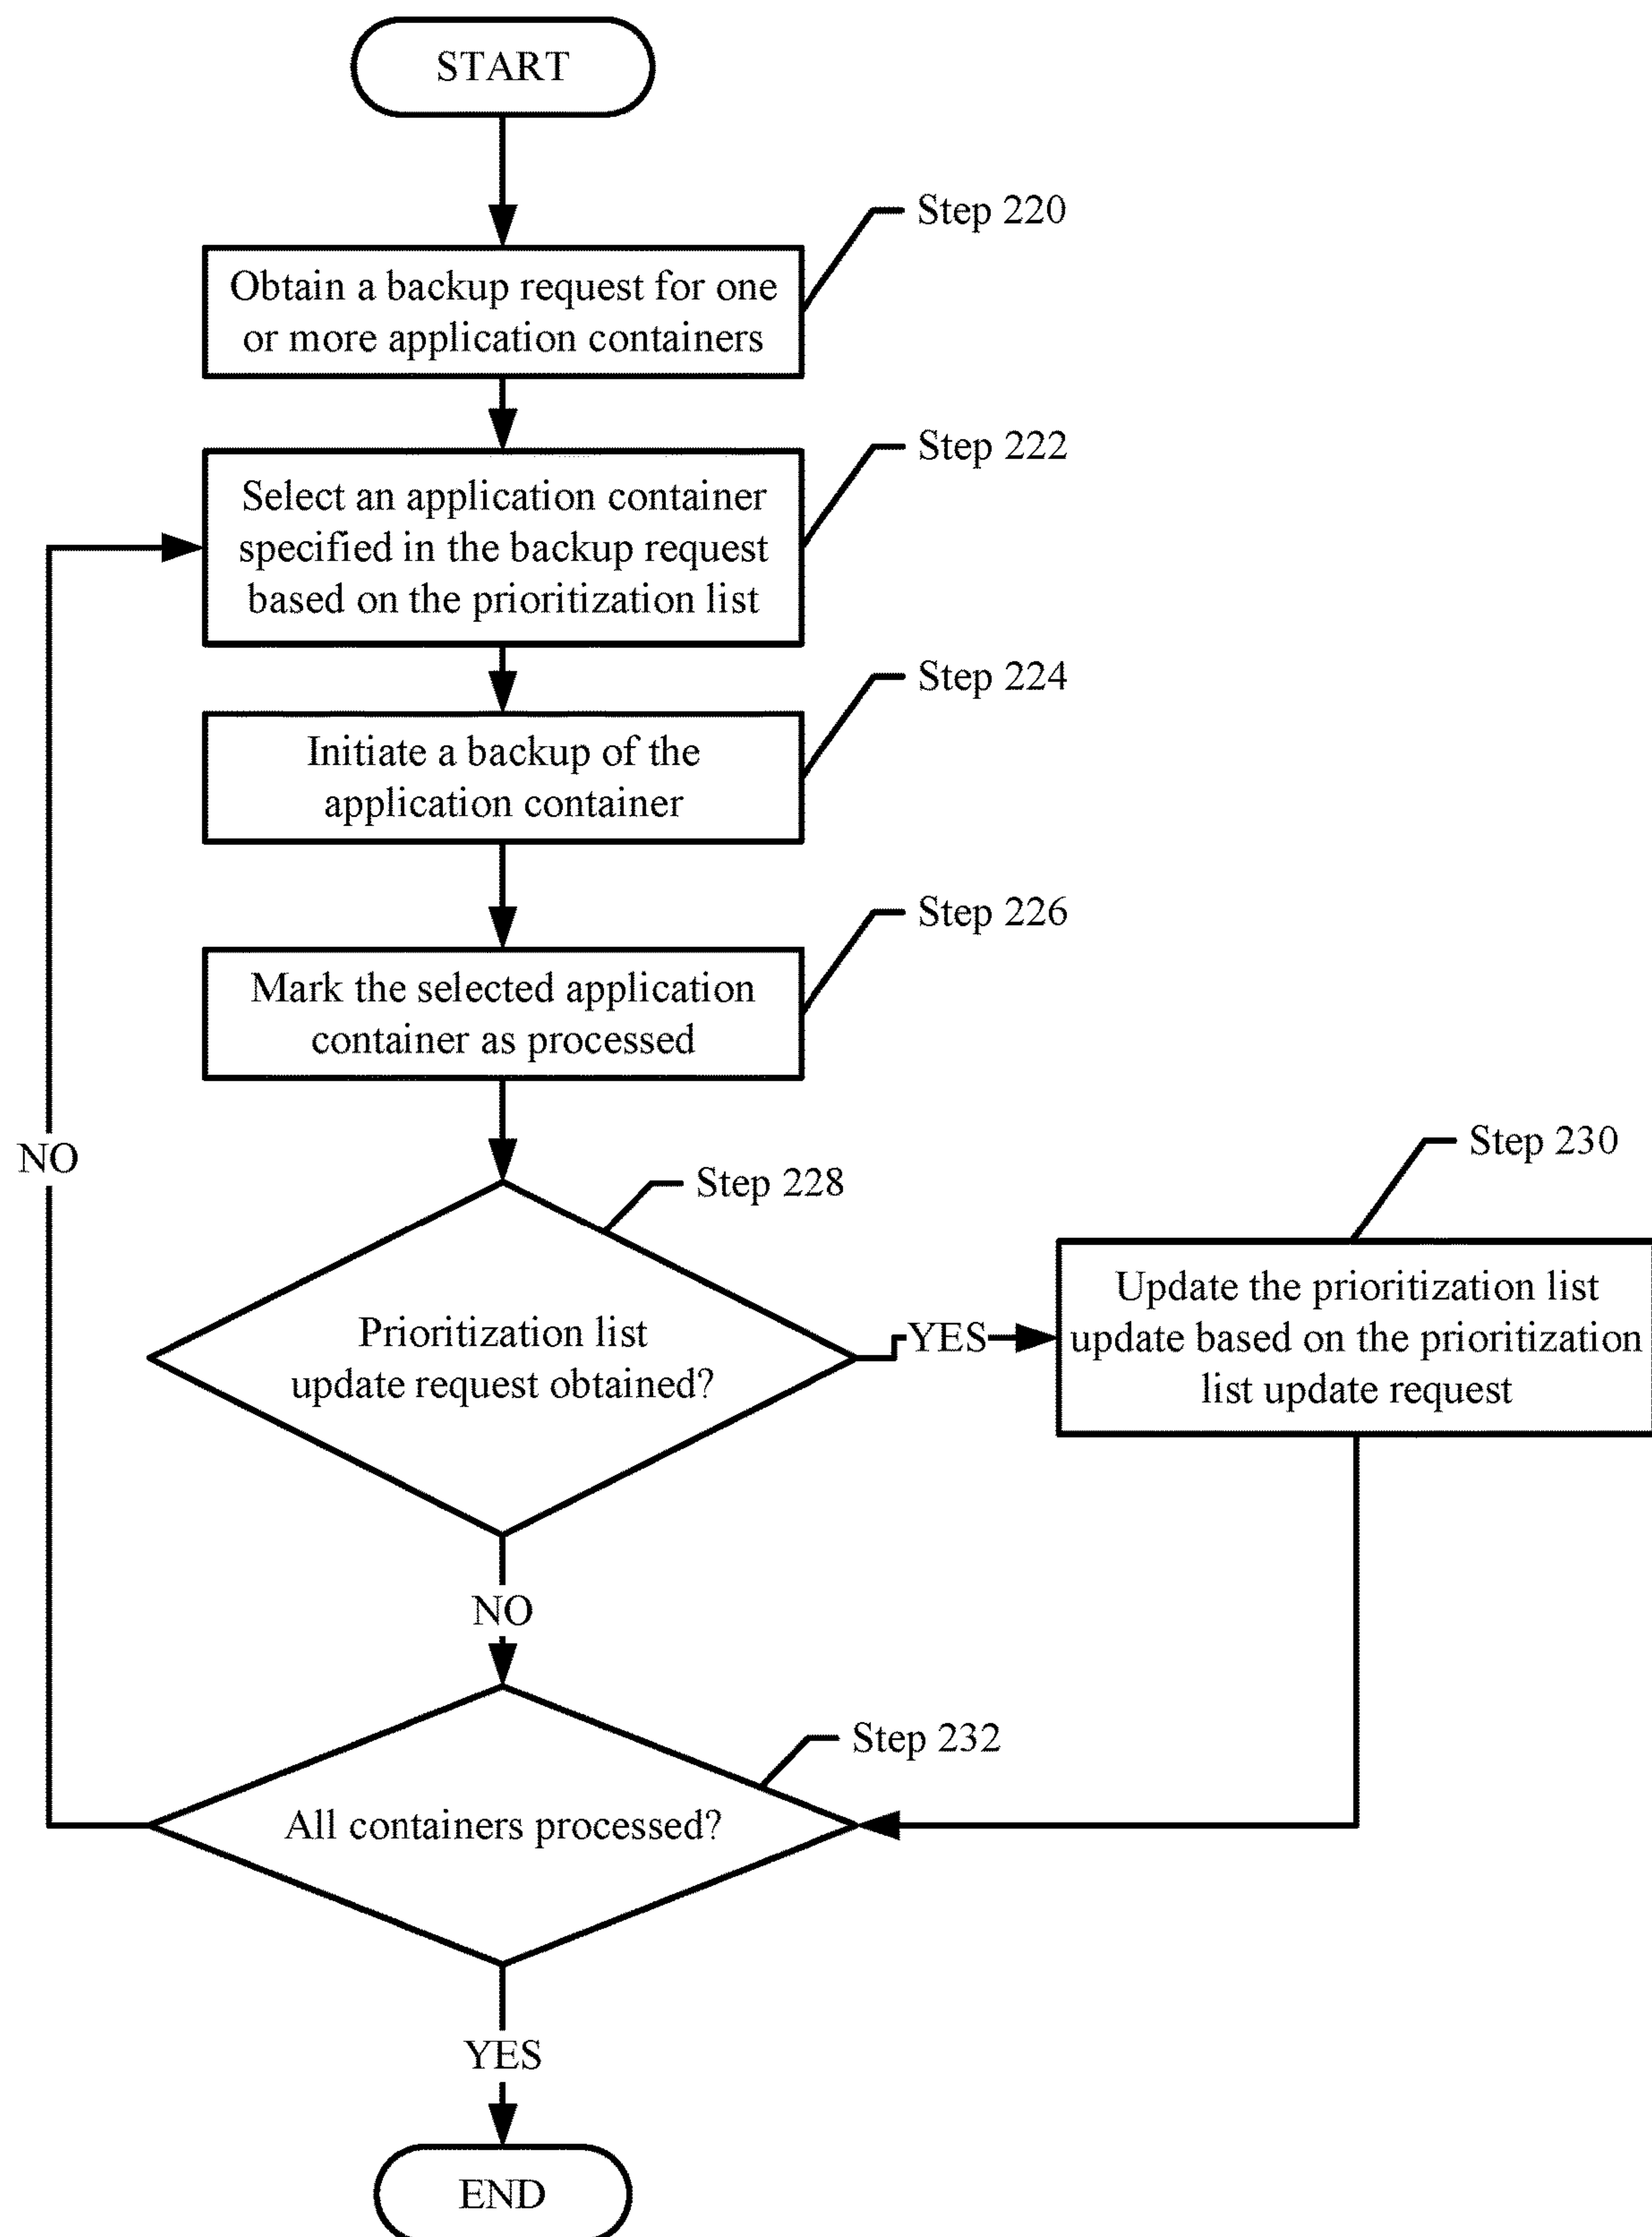 START
Step 220
Obtain a backup request for one
or more application containers
Step 222
Select an application container
specified in the backup request
based on the prioritization list
Step 224
Initiate a backup of the
application container
Step 226
Mark the selected application
container as processed
NO
Step 228
Prioritization list
update request obtained?
YES
Step 230
Update the prioritization list
update based on the prioritization
list update request
NO
Step 232
All containers processed?
YES
END